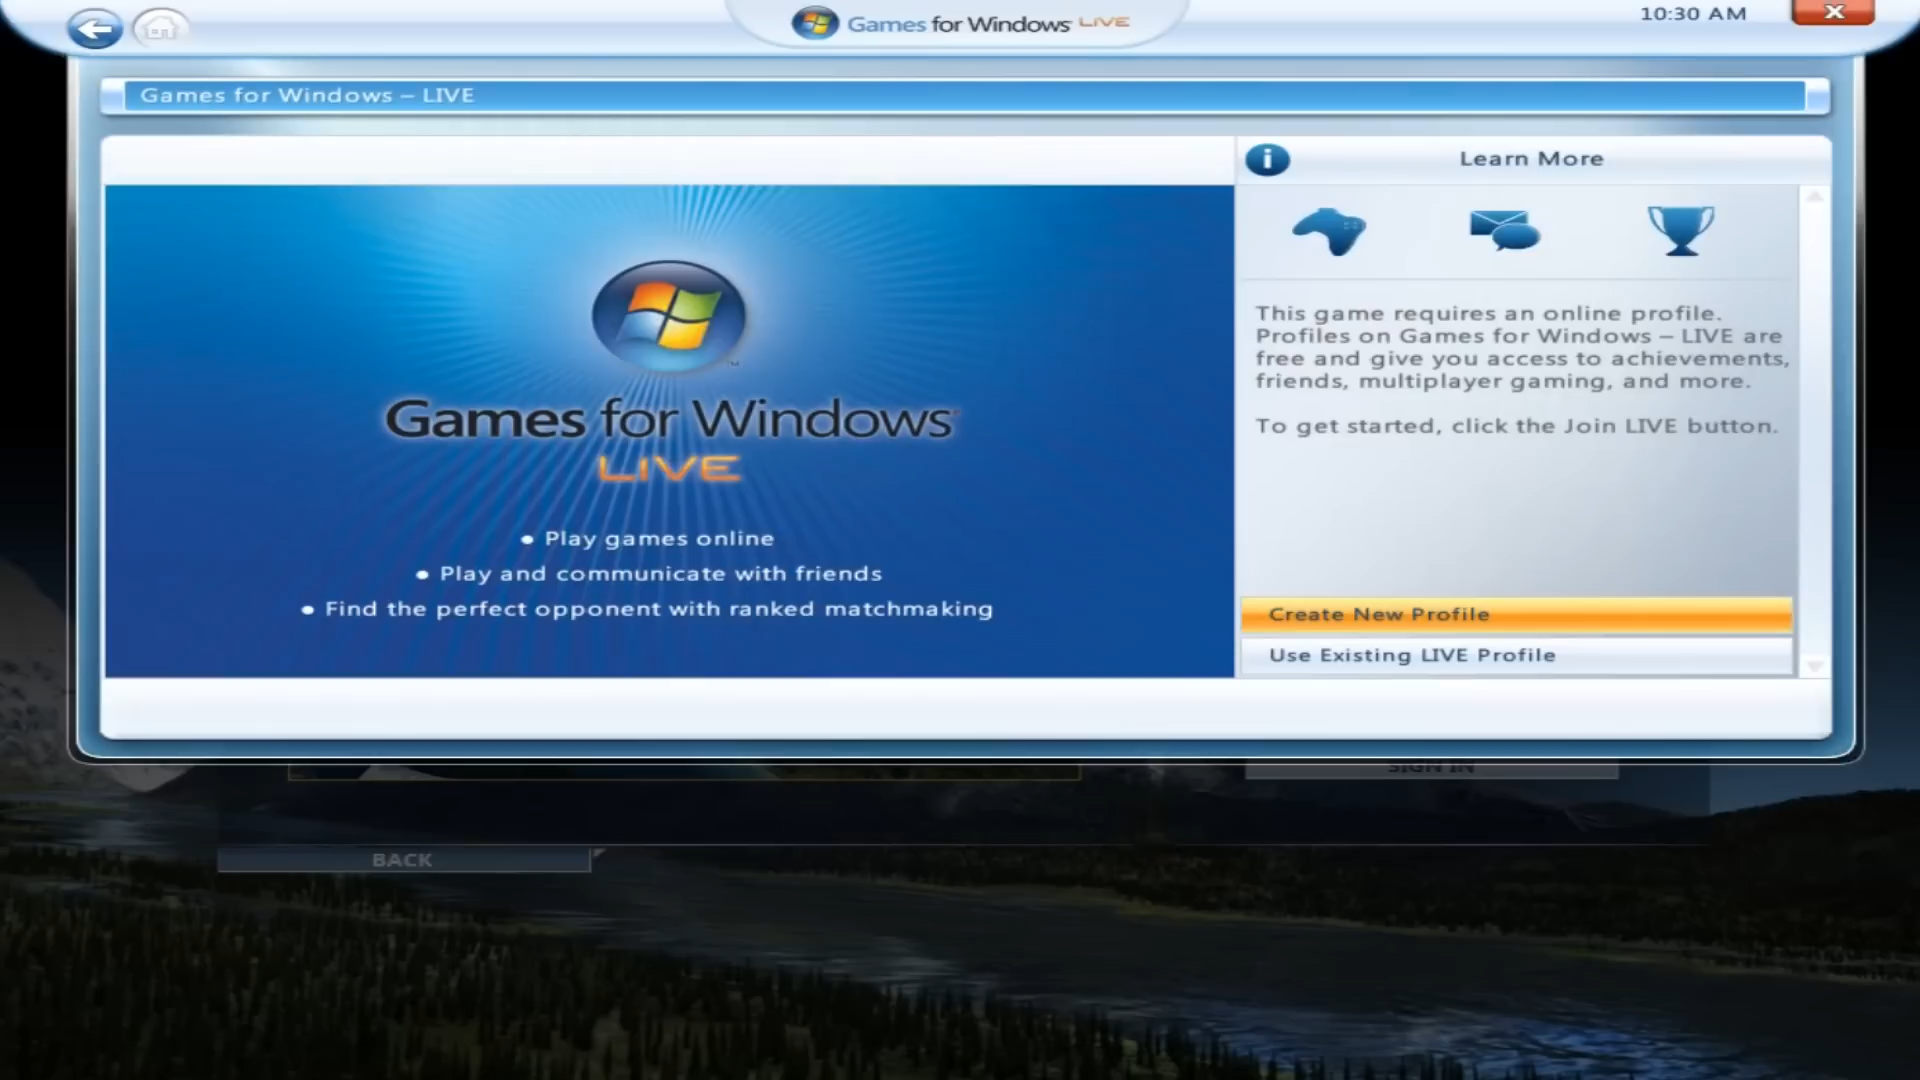 Games for Windows LIVE
10:30 AM
Games for Windows – LIVE
Learn More
Games for Windows
LIVE
• Play games online
• Play and communicate with friends
• Find the perfect opponent with ranked matchmaking
This game requires an online profile.
Profiles on Games for Windows – LIVE are
free and give you access to achievements,
friends, multiplayer gaming, and more.
To get started, click the Join LIVE button.
Create New Profile
Use Existing LIVE Profile
SIGN IN
BACK